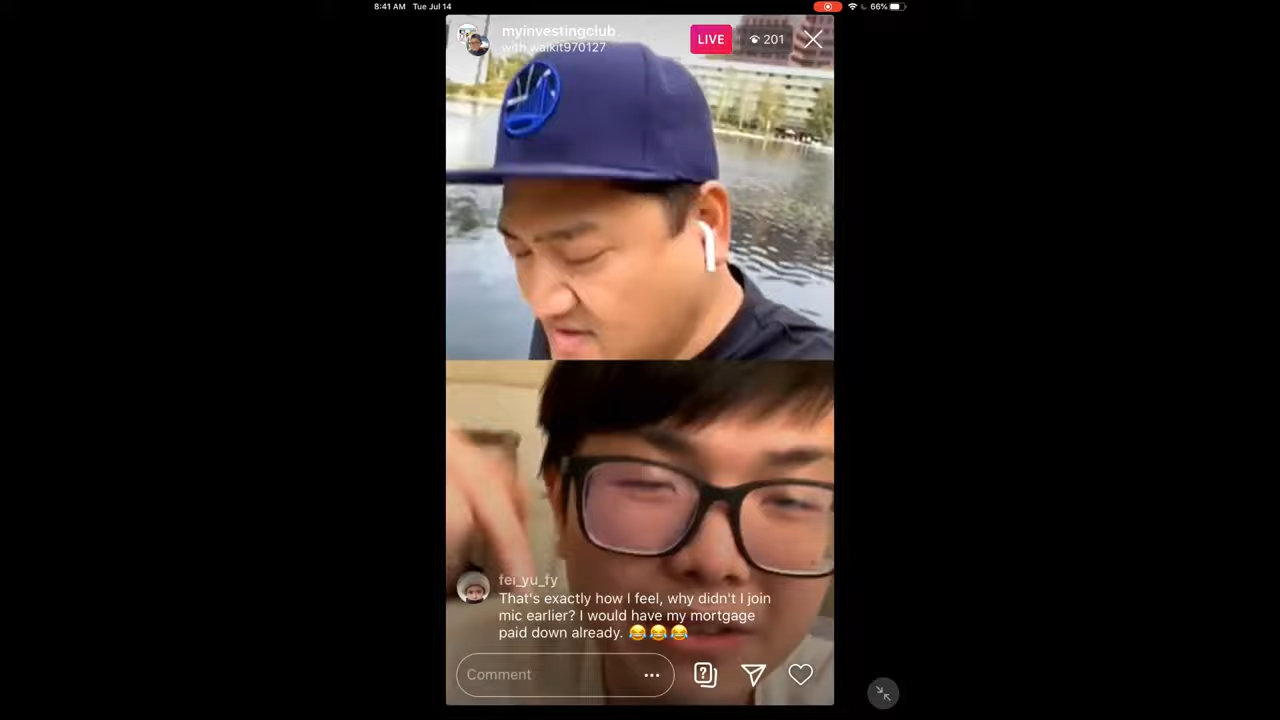 8:41 AM Tue Jul 14
66%
myinvestingclub
with waikit970127
LIVE
201
fei_yu_fy
That's exactly how I feel, why didn't I join
mic earlier? I would have my mortgage
paid down already. 😂😂😂
Comment